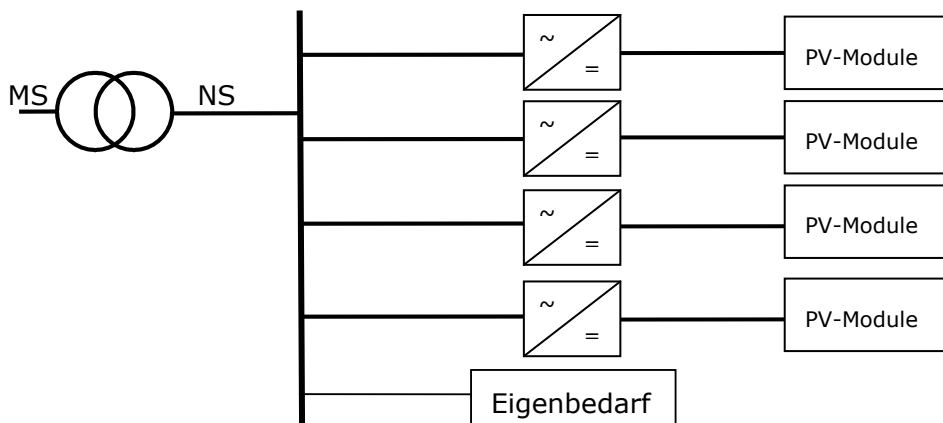 MS
NS
~
=
PV-Module
~
=
PV-Module
~
=
PV-Module
~
=
PV-Module
Eigenbedarf